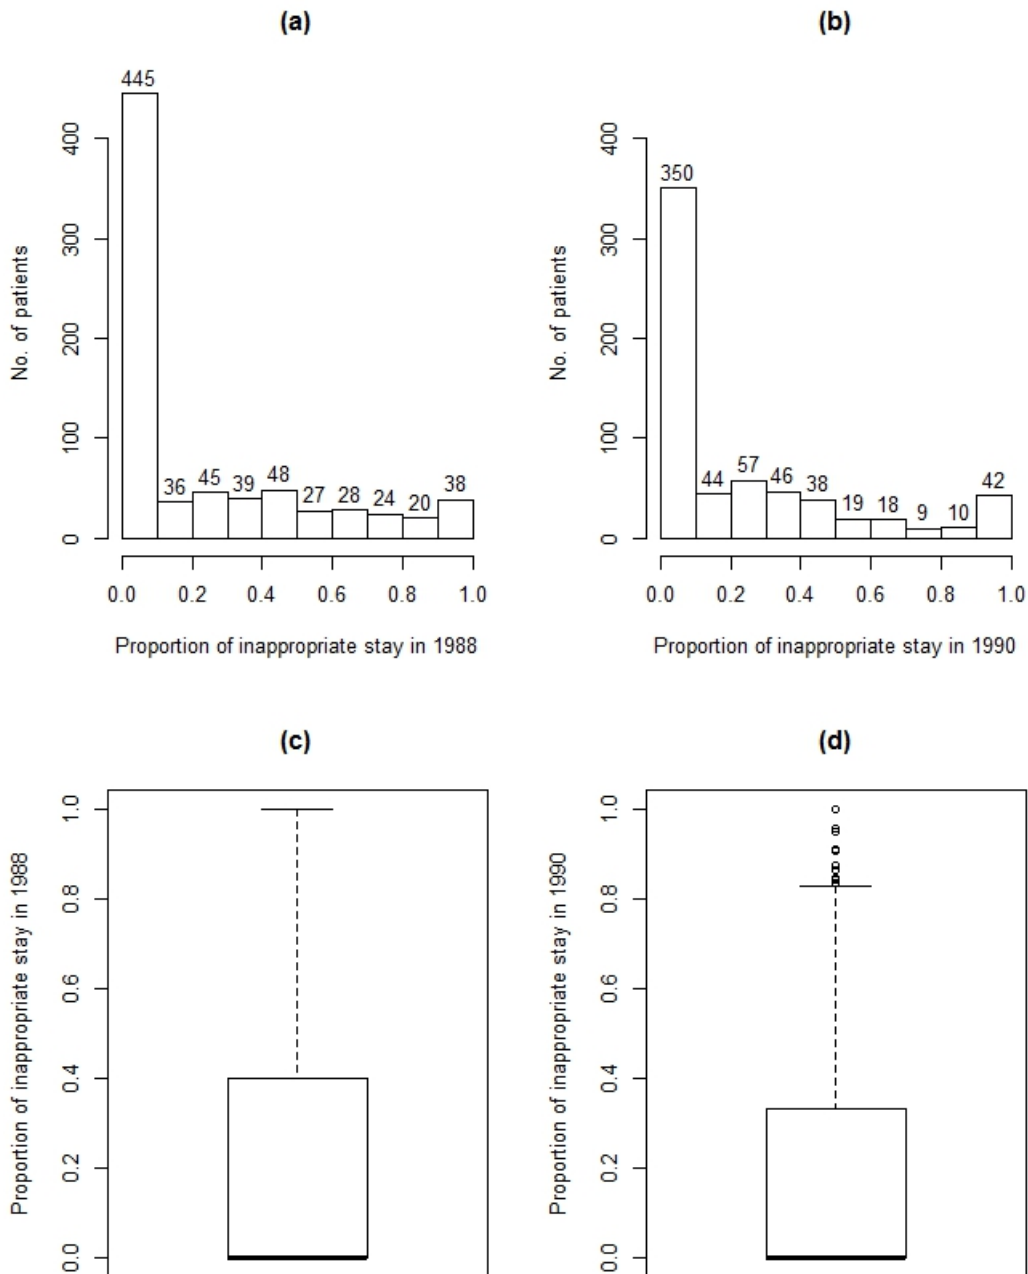 (a)
445
36 45 39 48 27 28 24 20 38
0 100 200 300 400
No. of patients
0.0 0.2 0.4 0.6 0.8 1.0
Proportion of inappropriate stay in 1988
(b)
350
44 57 46 38 19 18 9 10 42
0 100 200 300 400
No. of patients
0.0 0.2 0.4 0.6 0.8 1.0
Proportion of inappropriate stay in 1990
(c)
0.0 0.2 0.4 0.6 0.8 1.0
Proportion of inappropriate stay in 1988
(d)
0.0 0.2 0.4 0.6 0.8 1.0
Proportion of inappropriate stay in 1990